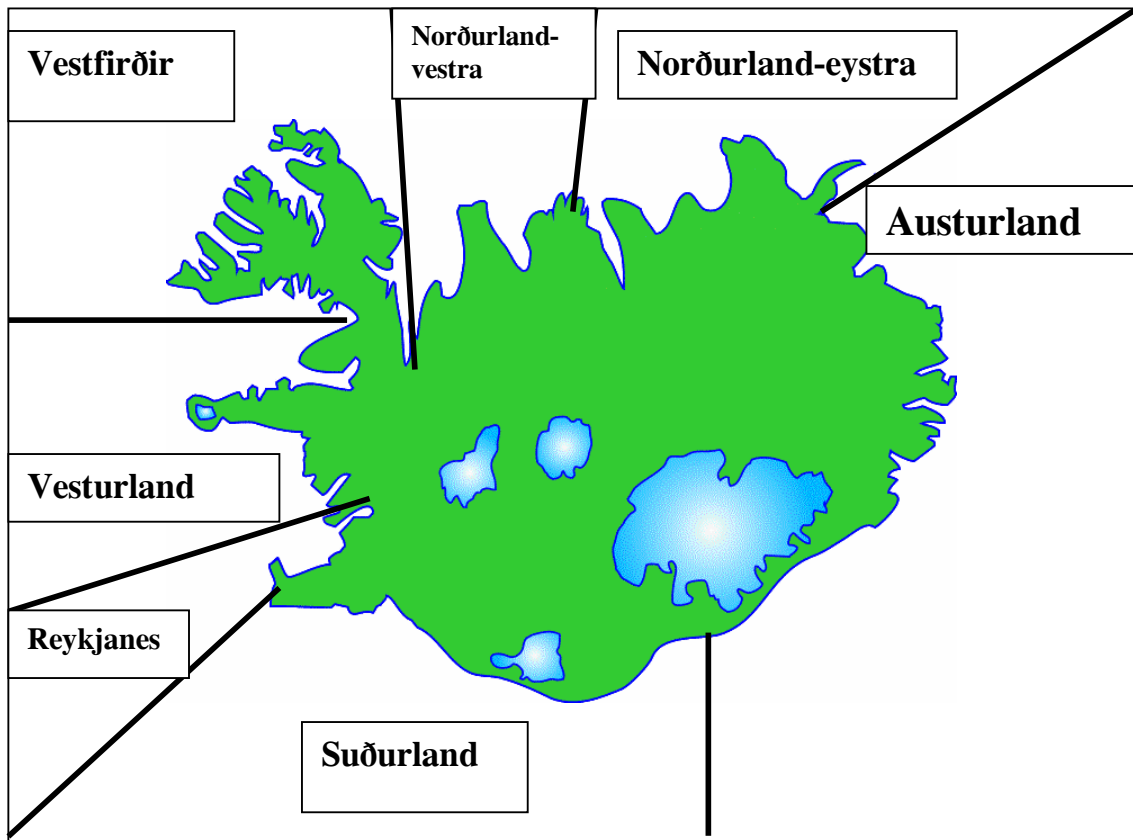 Vestfirðir
Norðurland-
vestra
Norðurland-eystra
Austurland
Vesturland
Reykjanes
Suðurland